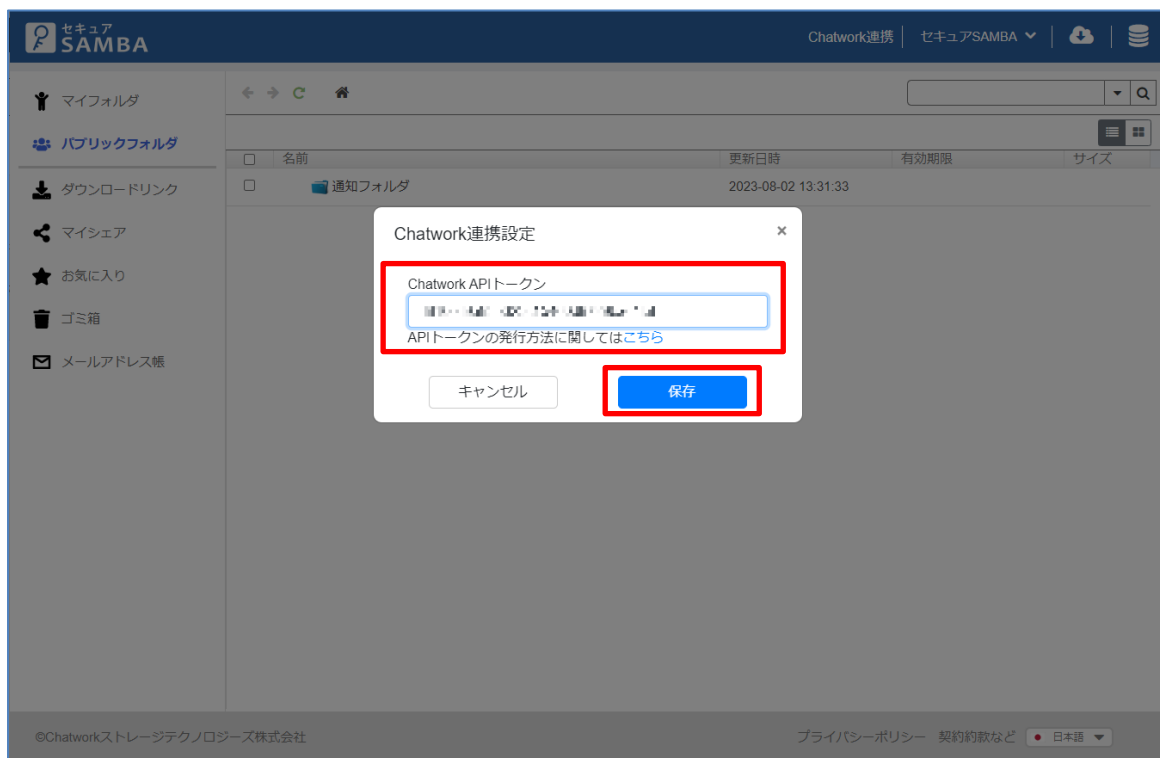 セキュア
SAMBA
Chatwork連携
セキュアSAMBA
マイフォルダ
パブリックフォルダ
名前
更新日時
有効期限
サイズ
ダウンロードリンク
通知フォルダ
2023-08-02 13:31:33
マイシェア
お気に入り
ゴミ箱
メールアドレス帳
Chatwork連携設定
×
Chatwork APIトークン
APIトークンの発行方法に関してはこちら
キャンセル
保存
©Chatworkストレージテクノロジーズ株式会社
プライバシーポリシー
契約約款など
日本語